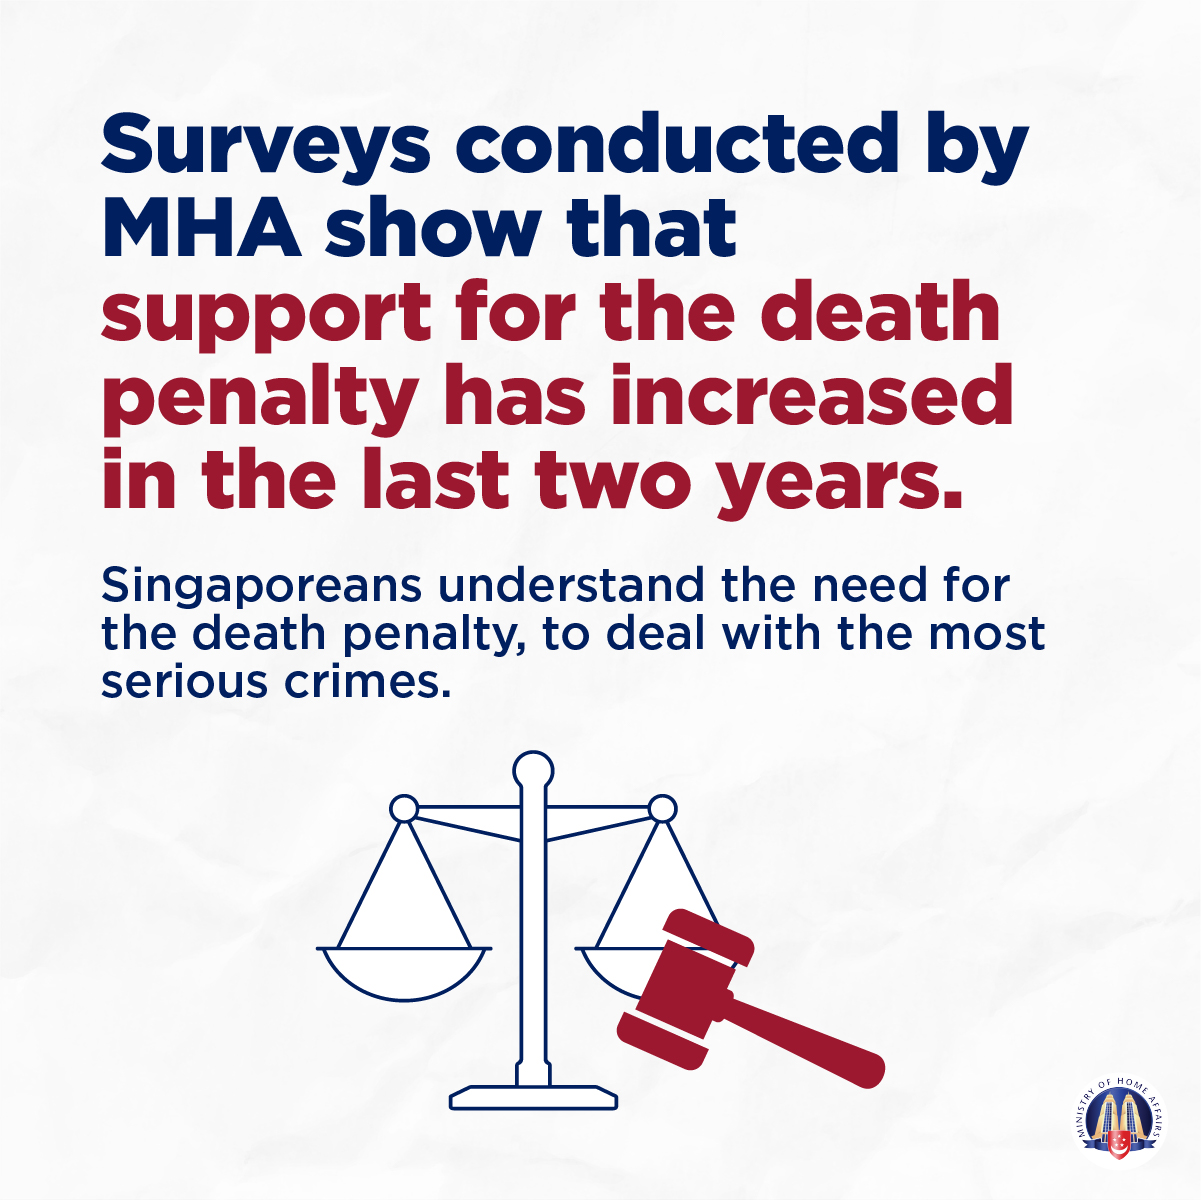 Surveys conducted by
MHA show that
support for the death
penalty has increased
in the last two years.
Singaporeans understand the need for
the death penalty, to deal with the most
serious crimes.
MINISTRY OF HOME AFFAIRS